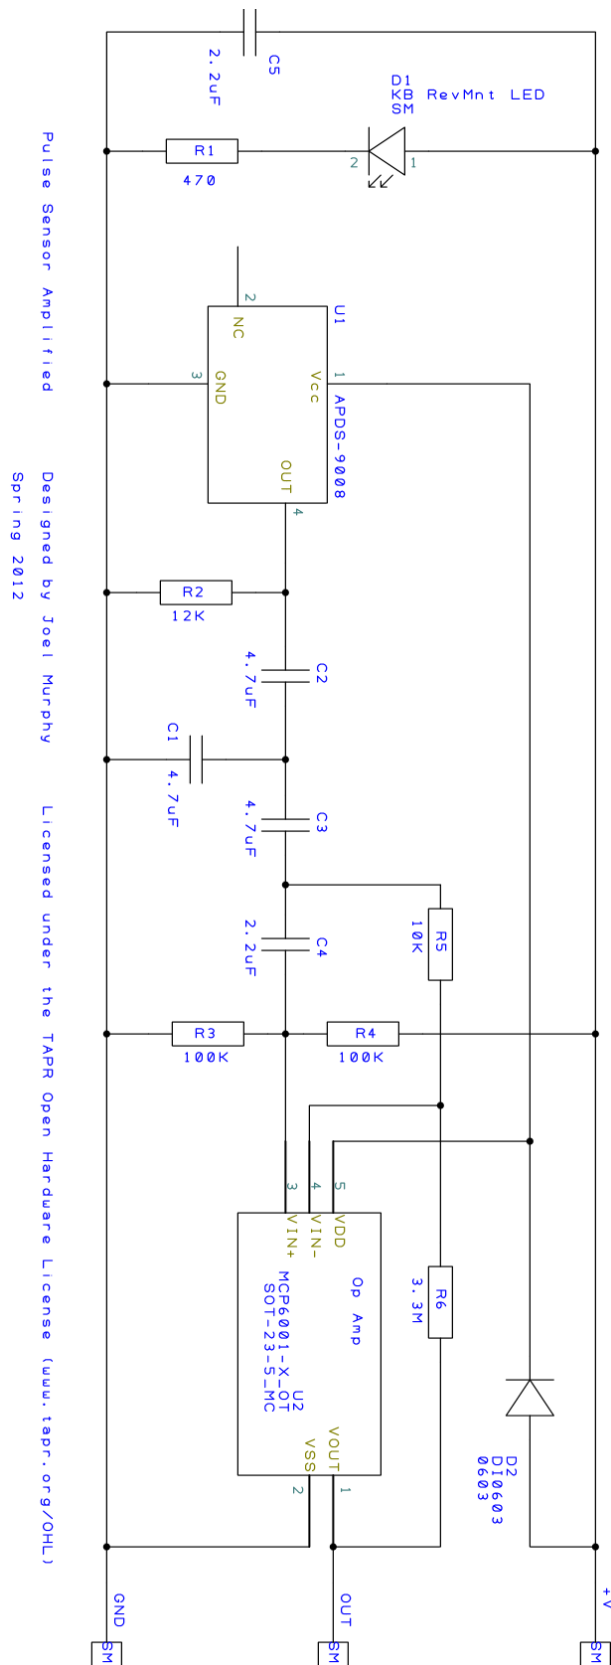 C5
2.2uF
D1
KB RevMnt LED
SM
R1
470
2
1
U1
APDS-9008
2
NC
3
GND
1
Vcc
OUT
4
R2
12K
C2
4.7uF
C1
4.7uF
C3
4.7uF
R5
10K
C4
2.2uF
R3
100K
R4
100K
3
4
5
VIN+
VIN-
VDD
Op Amp
U2
MCP6001-X_OT
SOT-23-5_MC
R6
3.3M
VOUT
VSS
2
1
D2
DI0603
0603
GND
OUT
+V
SM
SM
SM
Pulse Sensor Amplified
Designed by Joel Murphy
Spring 2012
Licensed under the TAPR Open Hardware License (www.tapr.org/OHL)